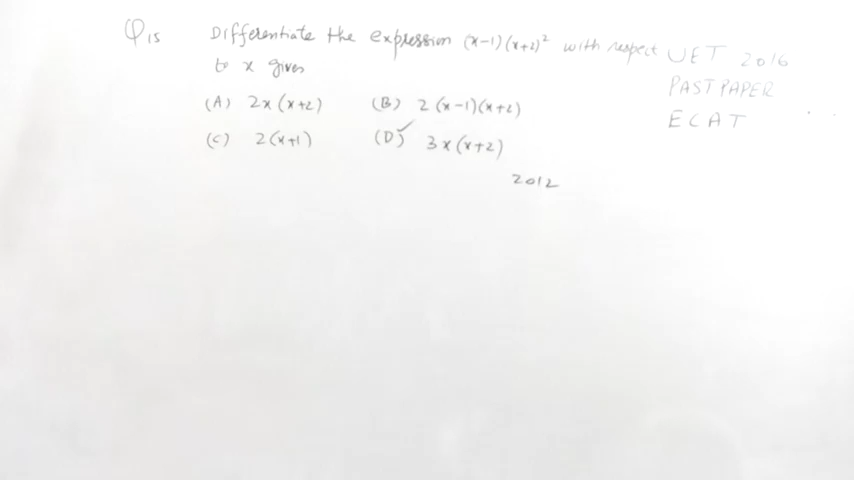 Q15 Differentiate the expression (x-1)(x+2)² with respect
to x gives
(A) 2x(x+2) (B) 2(x-1)(x+2)
(C) 2(x+1) (D)✓ 3x(x+2)
2012
UET 2016
PAST PAPER
ECAT